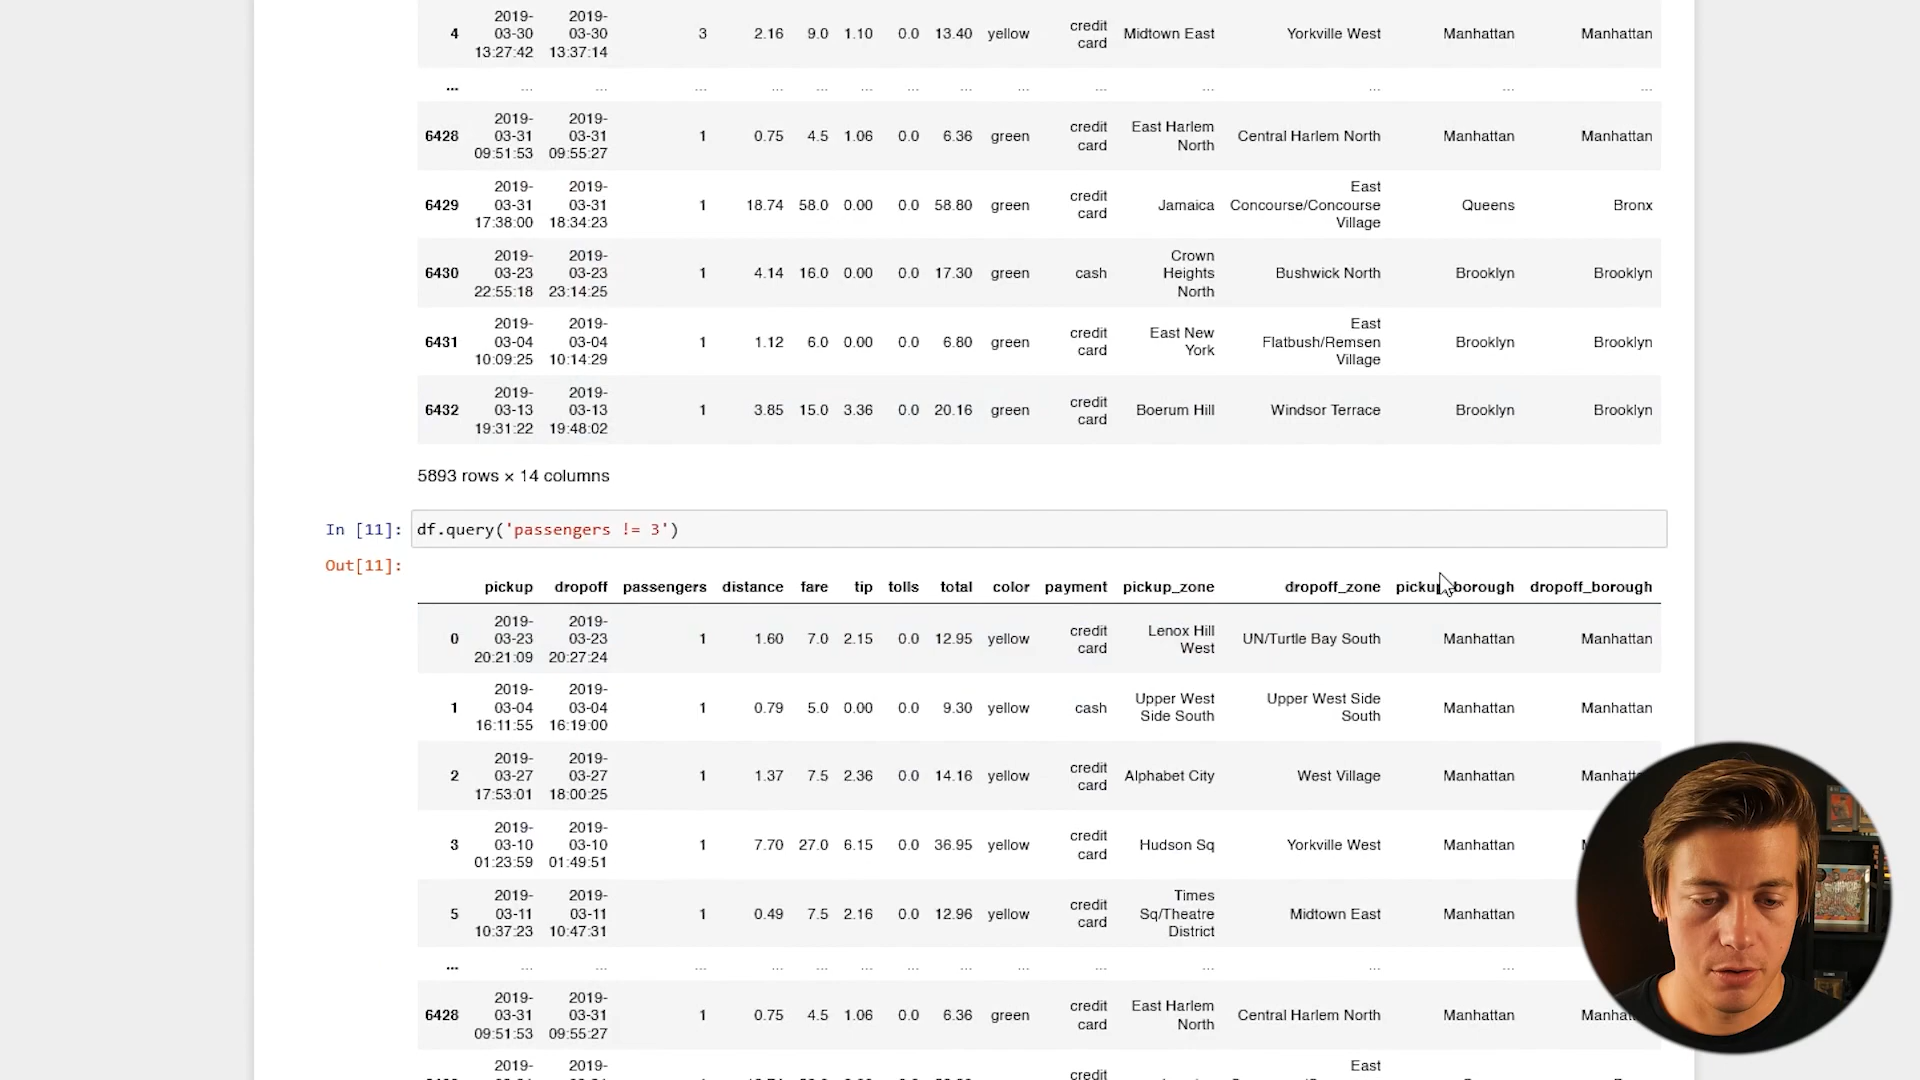 2019-03-30 13:27:42 2019-03-30 13:37:14
4 3 2.16 9.0 1.10 0.0 13.40 yellow credit card Midtown East Yorkville West Manhattan Manhattan
... ... ... ... ... ... ... ... ... ... ... ... ... ... ...
6428 2019-03-31 09:51:53 2019-03-31 09:55:27 1 0.75 4.5 1.06 0.0 6.36 green credit card East Harlem North Central Harlem North Manhattan Manhattan
6429 2019-03-31 17:38:00 2019-03-31 18:34:23 1 18.74 58.0 0.00 0.0 58.80 green credit card Jamaica East Concourse/Concourse Village Queens Bronx
6430 2019-03-23 22:55:18 2019-03-23 23:14:25 1 4.14 16.0 0.00 0.0 17.30 green cash Crown Heights North Bushwick North Brooklyn Brooklyn
6431 2019-03-04 10:09:25 2019-03-04 10:14:29 1 1.12 6.0 0.00 0.0 6.80 green credit card East New York East Flatbush/Remsen Village Brooklyn Brooklyn
6432 2019-03-13 19:31:22 2019-03-13 19:48:02 1 3.85 15.0 3.36 0.0 20.16 green credit card Boerum Hill Windsor Terrace Brooklyn Brooklyn
5893 rows × 14 columns
In [11]: df.query('passengers != 3')
Out[11]:
pickup dropoff passengers distance fare tip tolls total color payment pickup_zone dropoff_zone pickup_borough dropoff_borough
0 2019-03-23 20:21:09 2019-03-23 20:27:24 1 1.60 7.0 2.15 0.0 12.95 yellow credit card Lenox Hill West UN/Turtle Bay South Manhattan Manhattan
1 2019-03-04 16:11:55 2019-03-04 16:19:00 1 0.79 5.0 0.00 0.0 9.30 yellow cash Upper West Side South Upper West Side South Manhattan Manhattan
2 2019-03-27 17:53:01 2019-03-27 18:00:25 1 1.37 7.5 2.36 0.0 14.16 yellow credit card Alphabet City West Village Manhattan
3 2019-03-10 01:23:59 2019-03-10 01:49:51 1 7.70 27.0 6.15 0.0 36.95 yellow credit card Hudson Sq Yorkville West Manhattan
5 2019-03-11 10:37:23 2019-03-11 10:47:31 1 0.49 7.5 2.16 0.0 12.96 yellow credit card Times Sq/Theatre District Midtown East Manhattan
... ... ... ... ... ... ... ... ... ... ... ... ... ...
6428 2019-03-31 09:51:53 2019-03-31 09:55:27 1 0.75 4.5 1.06 0.0 6.36 green credit card East Harlem North Central Harlem North Manhattan
2019- 2019- credit East